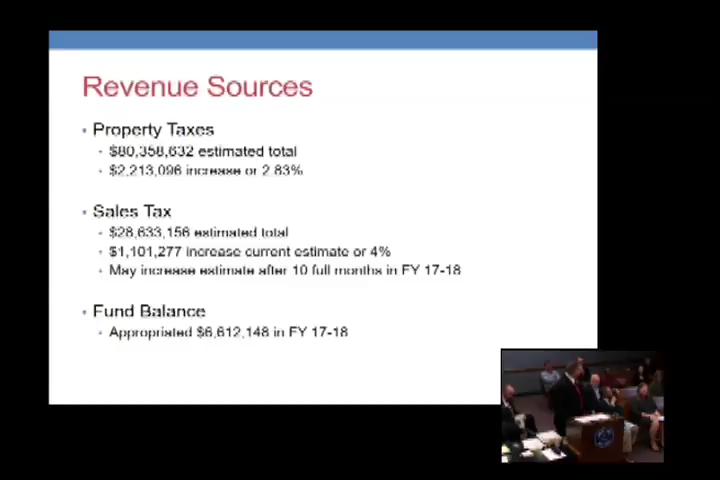 Revenue Sources
• Property Taxes
• $80,358,632 estimated total
• $2,213,096 increase or 2.83%
• Sales Tax
• $28,633,156 estimated total
• $1,101,277 increase current estimate or 4%
• May increase estimate after 10 full months in FY 17-18
• Fund Balance
• Appropriated $6,612,148 in FY 17-18